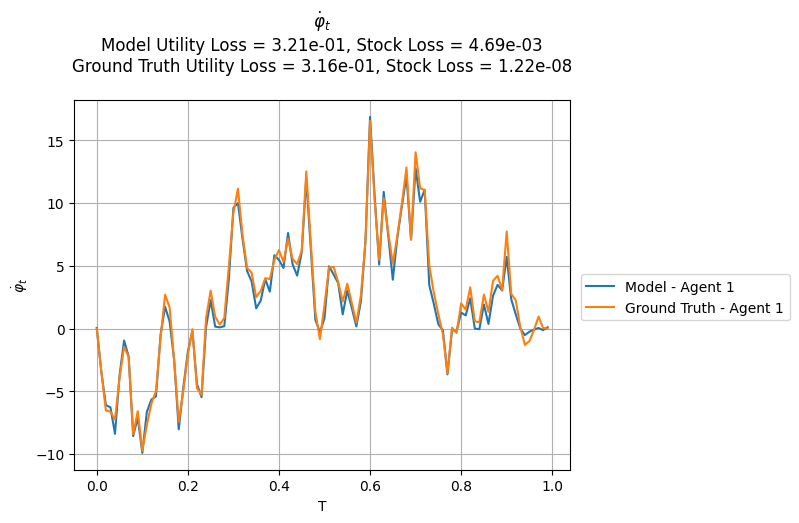 φ̇ₜ
Model Utility Loss = 3.21e-01, Stock Loss = 4.69e-03
Ground Truth Utility Loss = 3.16e-01, Stock Loss = 1.22e-08
15
10
5
0
−5
−10
φ̇ₜ
0.0 0.2 0.4 0.6 0.8 1.0
T
Model - Agent 1
Ground Truth - Agent 1